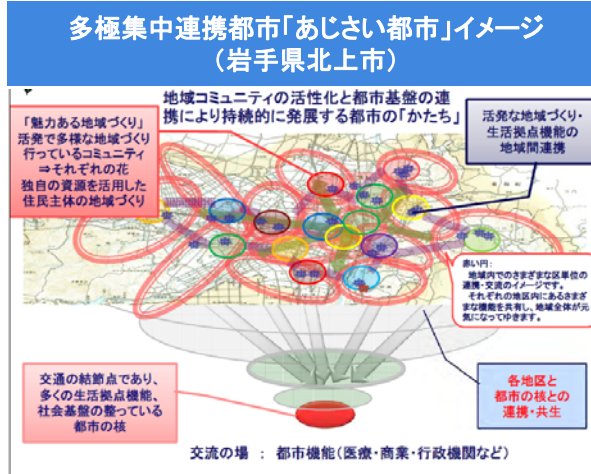 多極集中連携都市「あじさい都市」イメージ
(岩手県北上市)
地域コミュニティの活性化と都市基盤の連
携により持続的に発展する都市の「かたち」
「魅力ある地域づくり」
活発で多様な地域づくり
行っているコミュニティ
⇒それぞれの花
独自の資源を活用した
住民主体の地域づくり
活発な地域づくり・
生活拠点機能の
地域間連携
赤い円:
地域内でのさまざまな区単位の
連携・交流のイメージです。
それぞれの地区内にあるさまざ
まな機能を共有し、地域全体が元
気になってゆきます。
交通の結節点であり、
多くの生活拠点機能、
社会基盤の整っている
都市の核
各地区と
都市の核との
連携・共生
交流の場 : 都市機能(医療・商業・行政機関など)